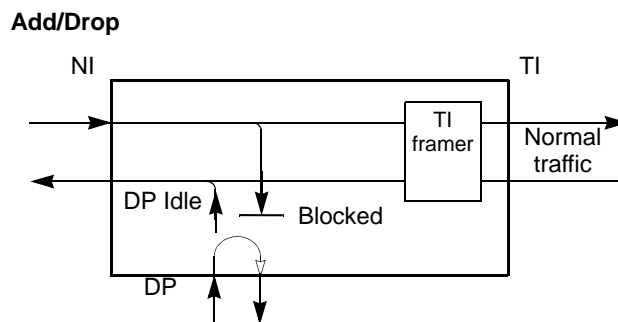 Add/Drop
NI
TI
TI
framer
Normal
traffic
DP Idle
Blocked
DP